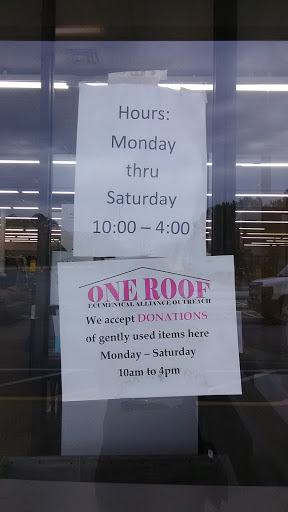 Hours:
Monday
thru
Saturday
10:00 – 4:00
ONE ROOF
ECUMENICAL ALLIANCE OUTREACH
We accept DONATIONS
of gently used items here
Monday – Saturday
10am to 4pm